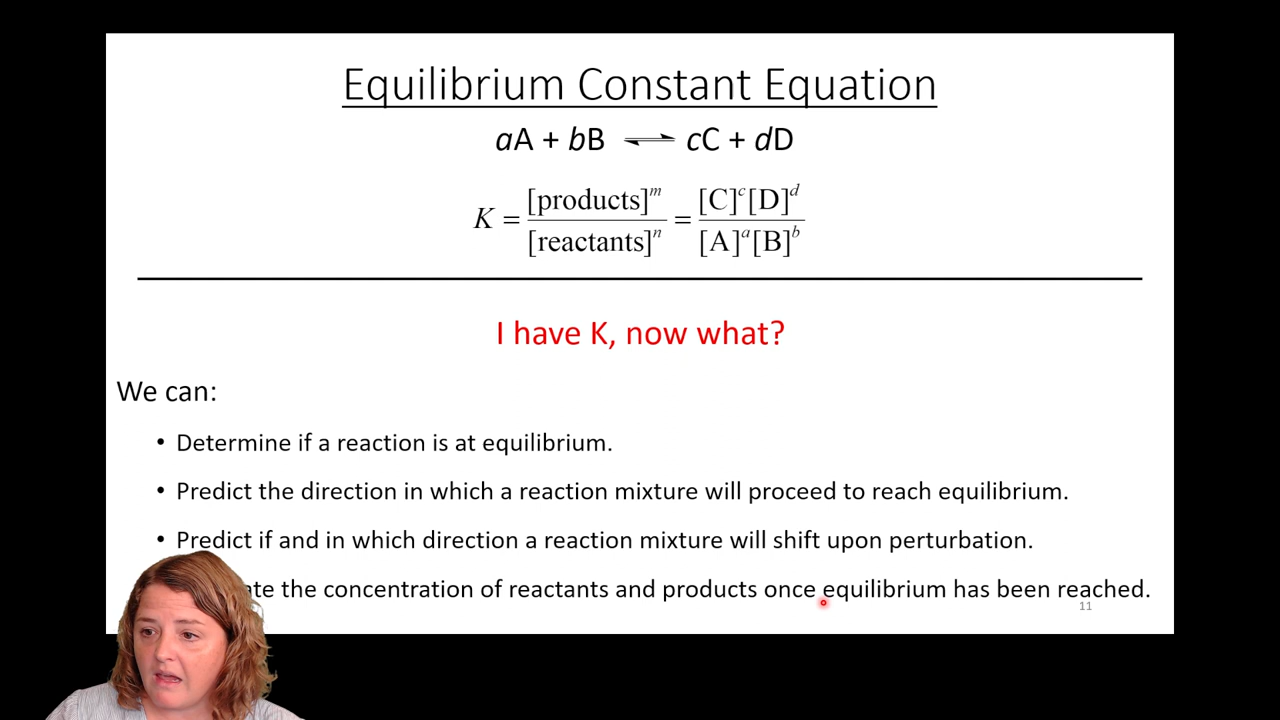 Equilibrium Constant Equation
aA + bB ⇌ cC + dD
K = [products]^m / [reactants]^n = [C]^c[D]^d / [A]^a[B]^b
I have K, now what?
We can:
• Determine if a reaction is at equilibrium.
• Predict the direction in which a reaction mixture will proceed to reach equilibrium.
• Predict if and in which direction a reaction mixture will shift upon perturbation.
the concentration of reactants and products once equilibrium has been reached.
11